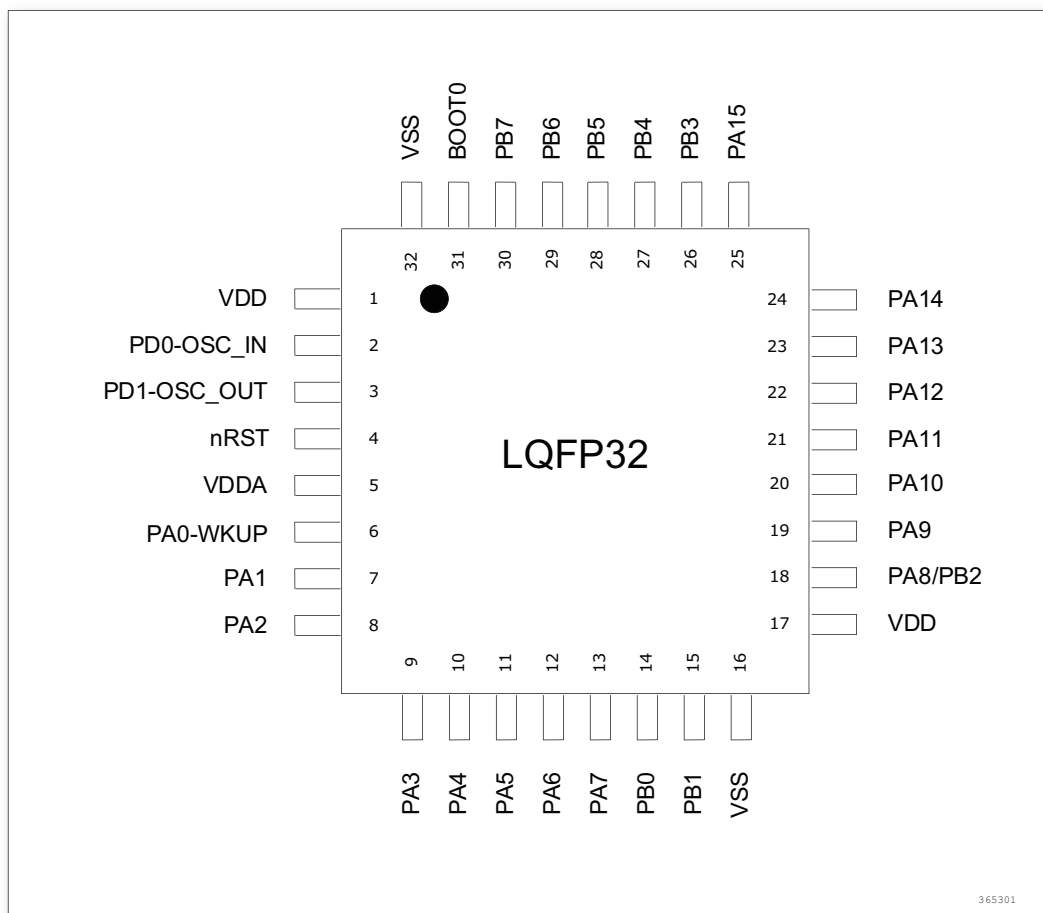 VSS
BOOT0
PB7
PB6
PB5
PB4
PB3
PA15
32
31
30
29
28
27
26
25
VDD 1
PD0-OSC_IN 2
PD1-OSC_OUT 3
nRST 4
VDDA 5
PA0-WKUP 6
PA1 7
PA2 8
LQFP32
24 PA14
23 PA13
22 PA12
21 PA11
20 PA10
19 PA9
18 PA8/PB2
17 VDD
9
10
11
12
13
14
15
16
PA3
PA4
PA5
PA6
PA7
PB0
PB1
VSS
365301